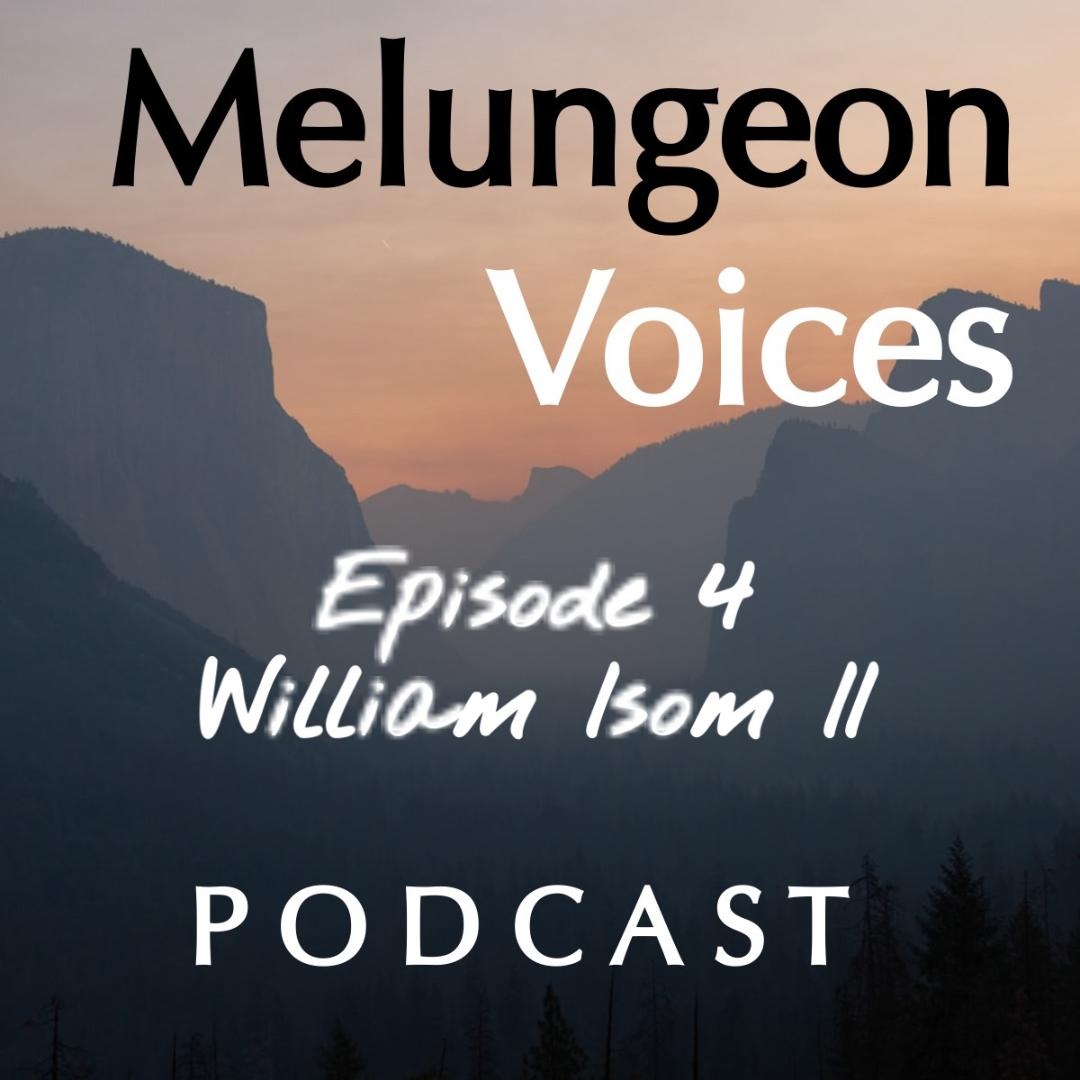 Melungeon
Voices
Episode 4
William Isom II
PODCAST